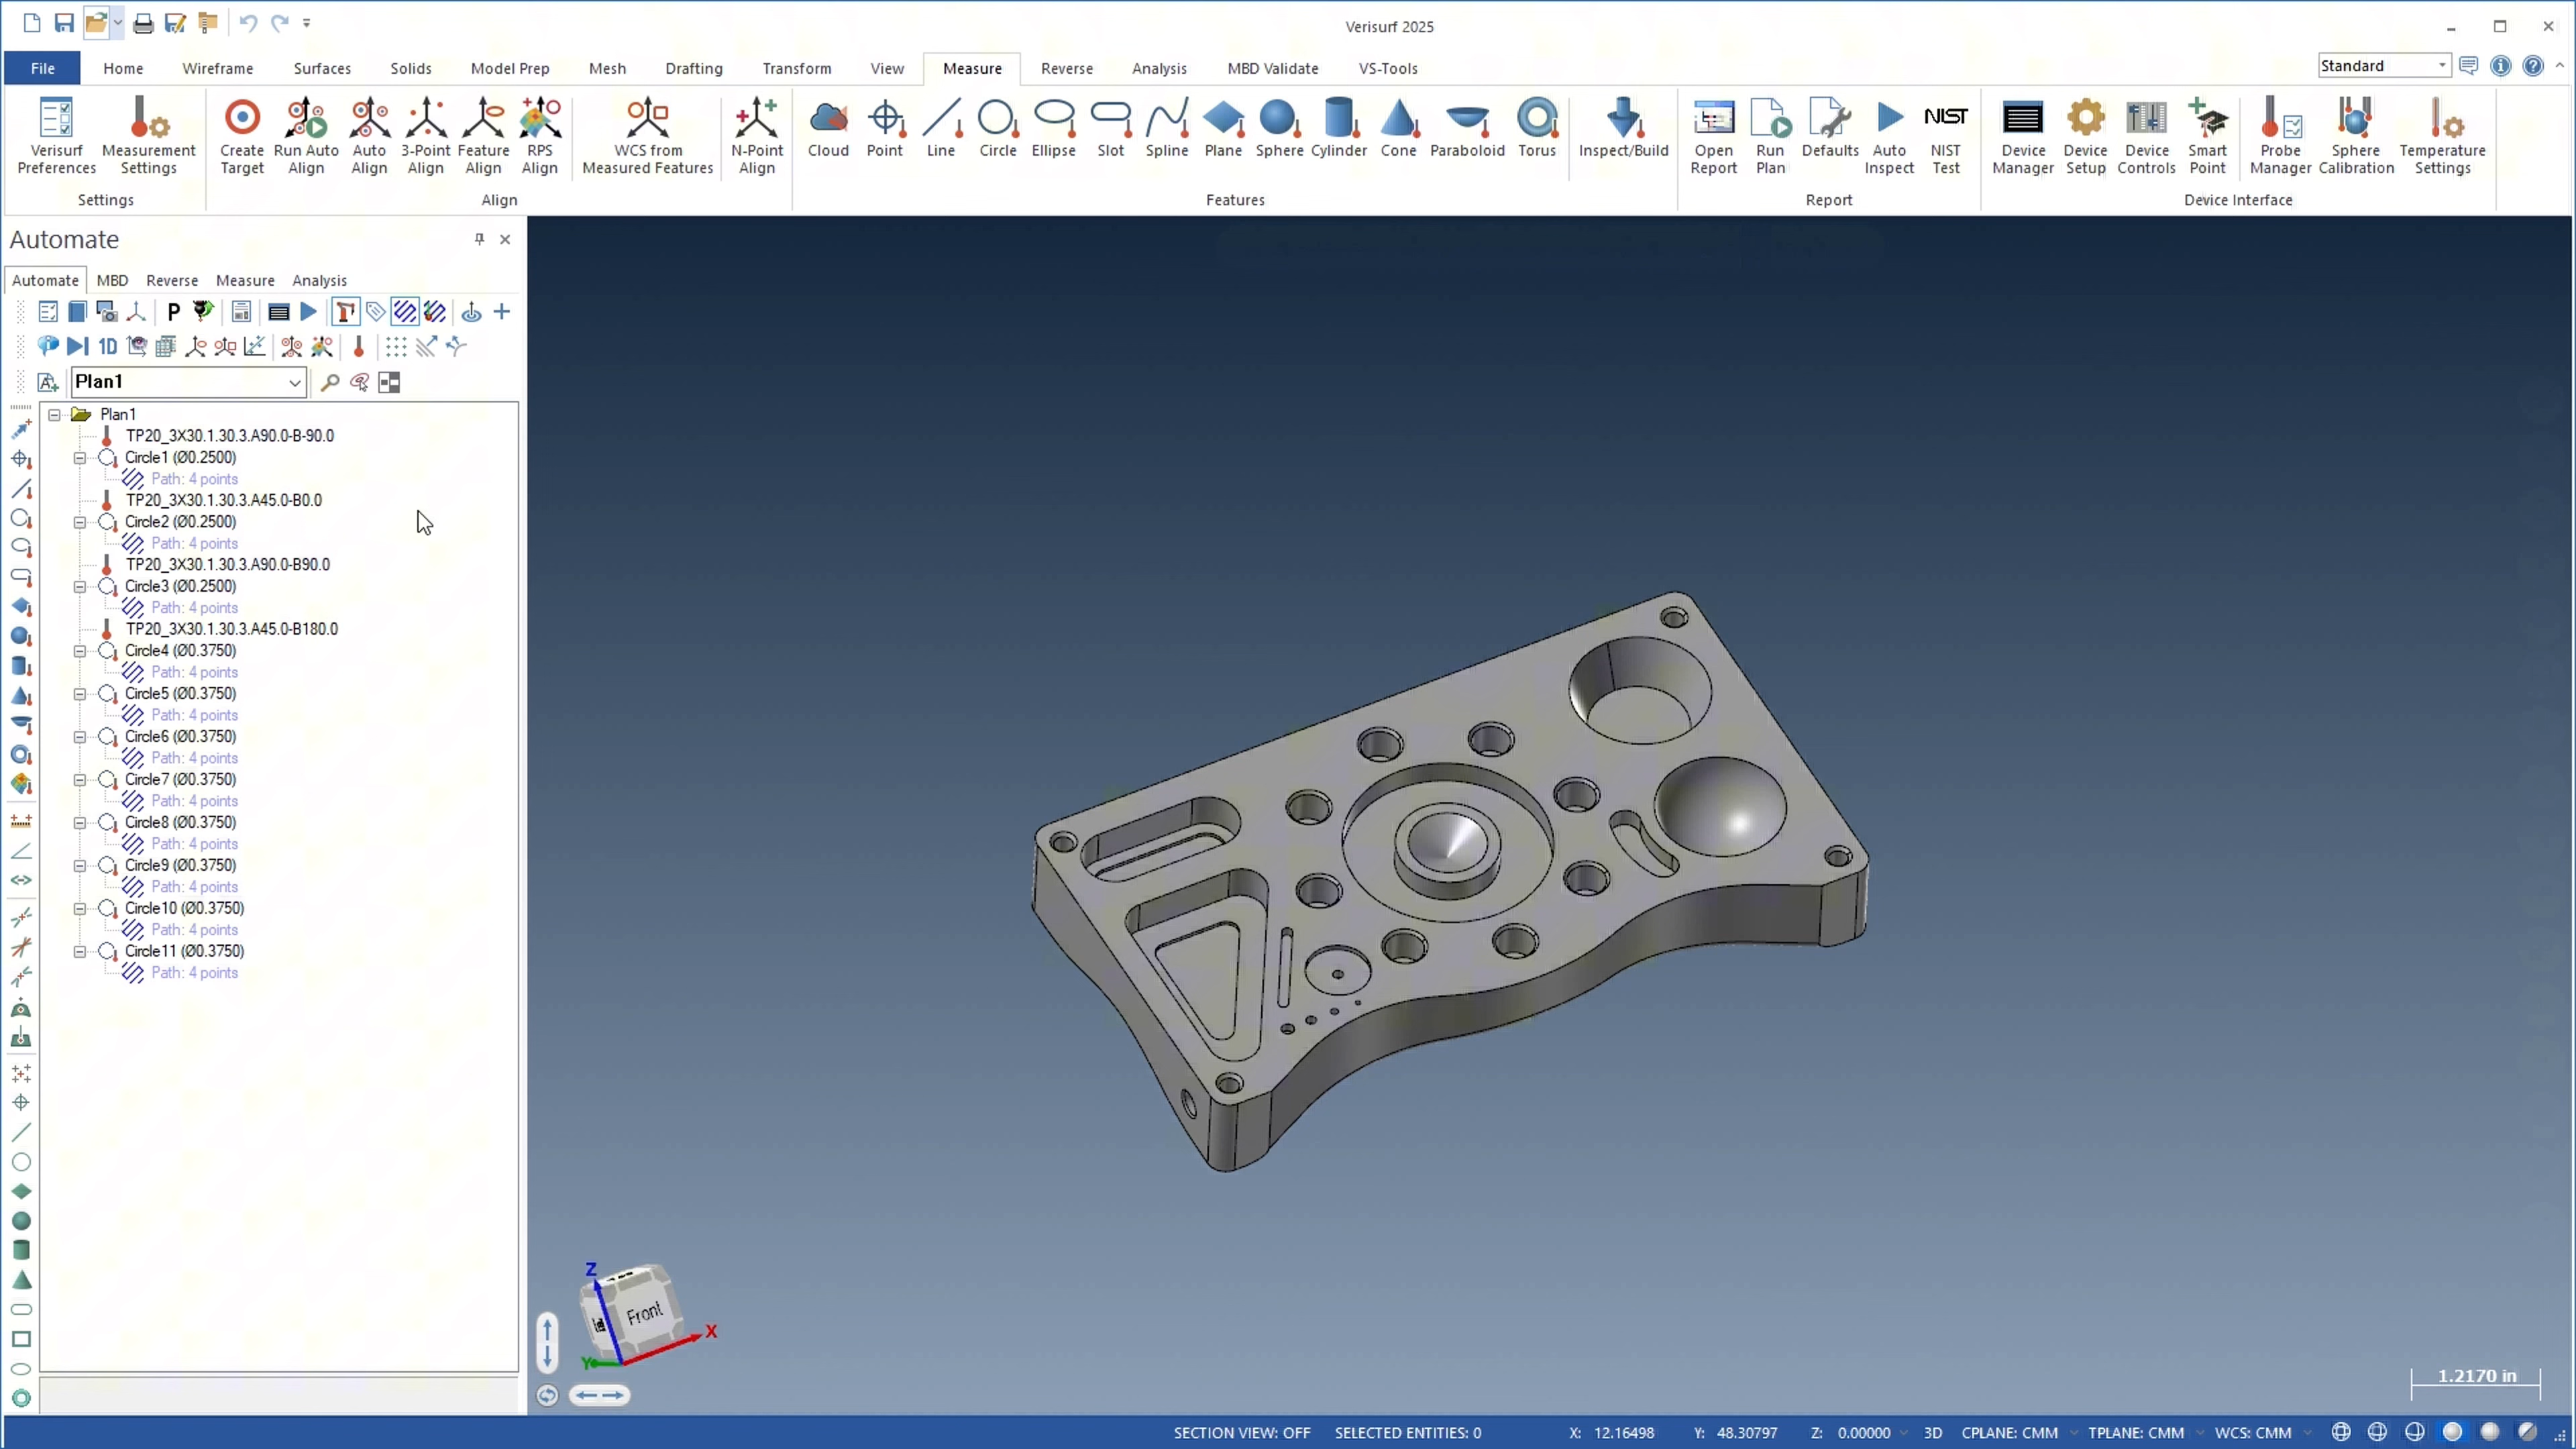 Verisurf 2025
File Home Wireframe Surfaces Solids Model Prep Mesh Drafting Transform View Measure Reverse Analysis MBD Validate VS-Tools Standard
Verisurf Preferences
Measurement Settings
Settings
Create Target
Run Auto Align
Auto Align
3-Point Align
Feature Align
RPS Align
WCS from Measured Features
N-Point Align
Align
Cloud Point Line Circle Ellipse Slot Spline Plane Sphere Cylinder Cone Paraboloid Torus Inspect/Build
Features
Open Report
Run Plan
Defaults
Auto Inspect
NIST
NIST Test
Report
Device Manager
Device Setup
Device Controls
Smart Point
Probe Manager
Sphere Calibration
Temperature Settings
Device Interface
Automate
Automate MBD Reverse Measure Analysis
P
1D
Plan1
Plan1
TP20_3X30.1.30.3.A90.0-B-90.0
Circle1 (Ø0.2500)
Path: 4 points
TP20_3X30.1.30.3.A45.0-B0.0
Circle2 (Ø0.2500)
Path: 4 points
TP20_3X30.1.30.3.A90.0-B90.0
Circle3 (Ø0.2500)
Path: 4 points
TP20_3X30.1.30.3.A45.0-B180.0
Circle4 (Ø0.3750)
Path: 4 points
Circle5 (Ø0.3750)
Path: 4 points
Circle6 (Ø0.3750)
Path: 4 points
Circle7 (Ø0.3750)
Path: 4 points
Circle8 (Ø0.3750)
Path: 4 points
Circle9 (Ø0.3750)
Path: 4 points
Circle10 (Ø0.3750)
Path: 4 points
Circle11 (Ø0.3750)
Path: 4 points
Z
Front
X
Y
1.2170 in
SECTION VIEW: OFF SELECTED ENTITIES: 0 X: 12.16498 Y: 48.30797 Z: 0.00000 3D CPLANE: CMM TPLANE: CMM WCS: CMM